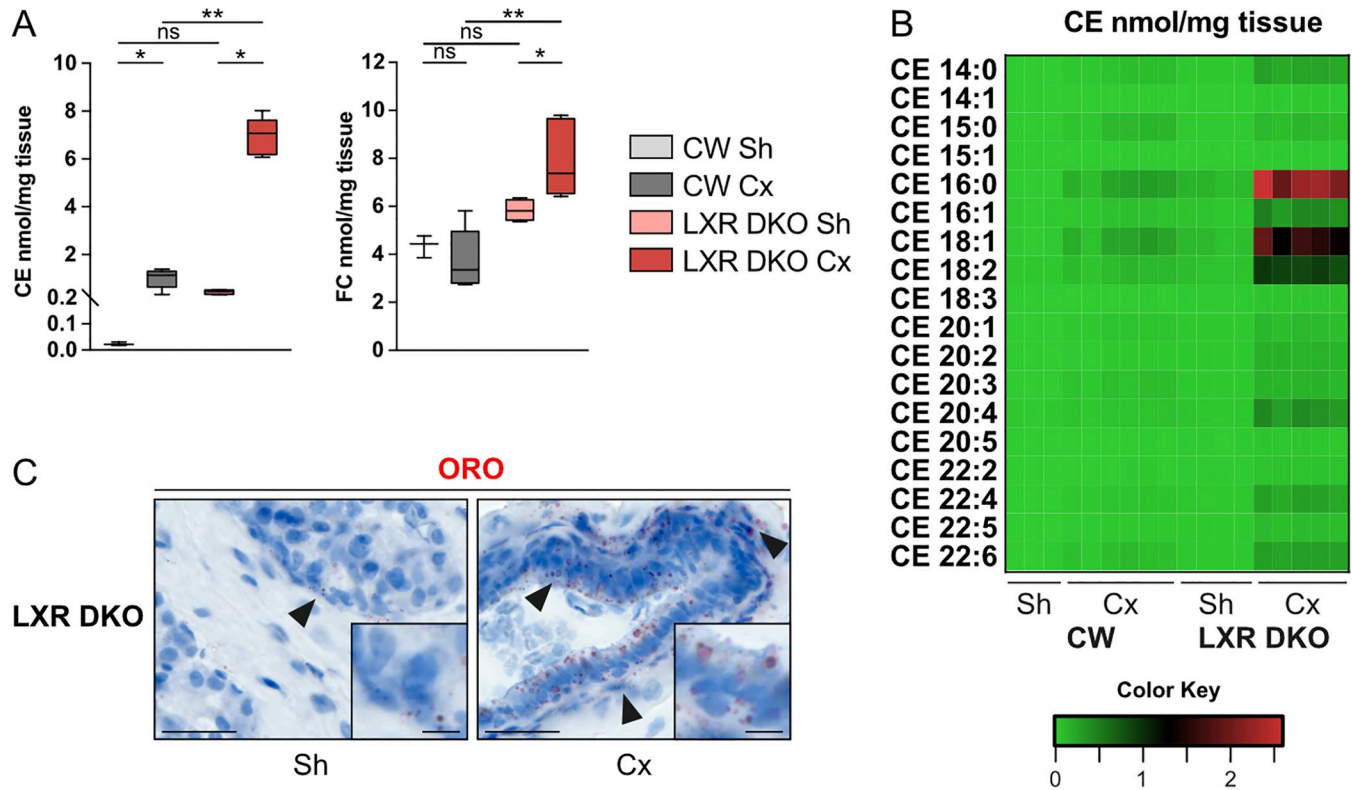 A
**
ns
*
*
CE nmol/mg tissue
10
8
6
4
2
0.2
0.1
0.0
**
ns
ns
*
FC nmol/mg tissue
12
10
8
6
4
2
0
CW Sh
CW Cx
LXR DKO Sh
LXR DKO Cx
B
CE nmol/mg tissue
CE 14:0
CE 14:1
CE 15:0
CE 15:1
CE 16:0
CE 16:1
CE 18:1
CE 18:2
CE 18:3
CE 20:1
CE 20:2
CE 20:3
CE 20:4
CE 20:5
CE 22:2
CE 22:4
CE 22:5
CE 22:6
Sh Cx Sh Cx
CW LXR DKO
Color Key
0 1 2
C
ORO
LXR DKO
Sh Cx